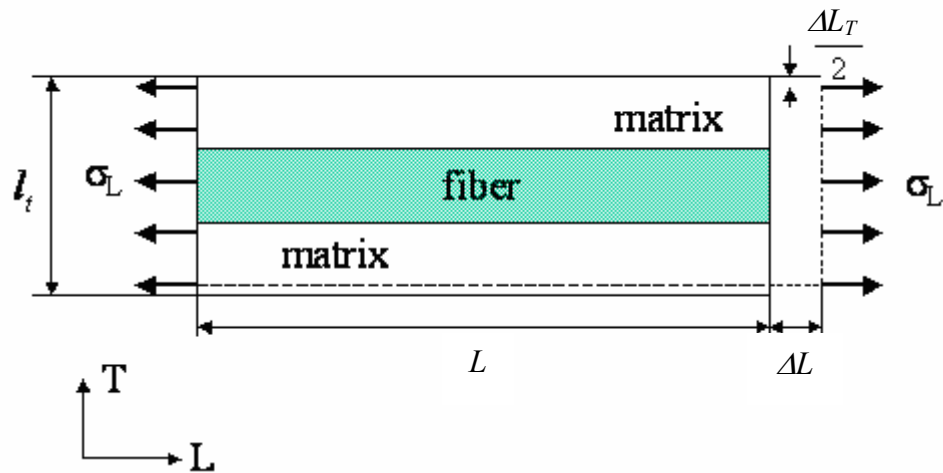 ΔL_T
2
matrix
l_t
σ_L
fiber
σ_L
matrix
L
ΔL
T
L